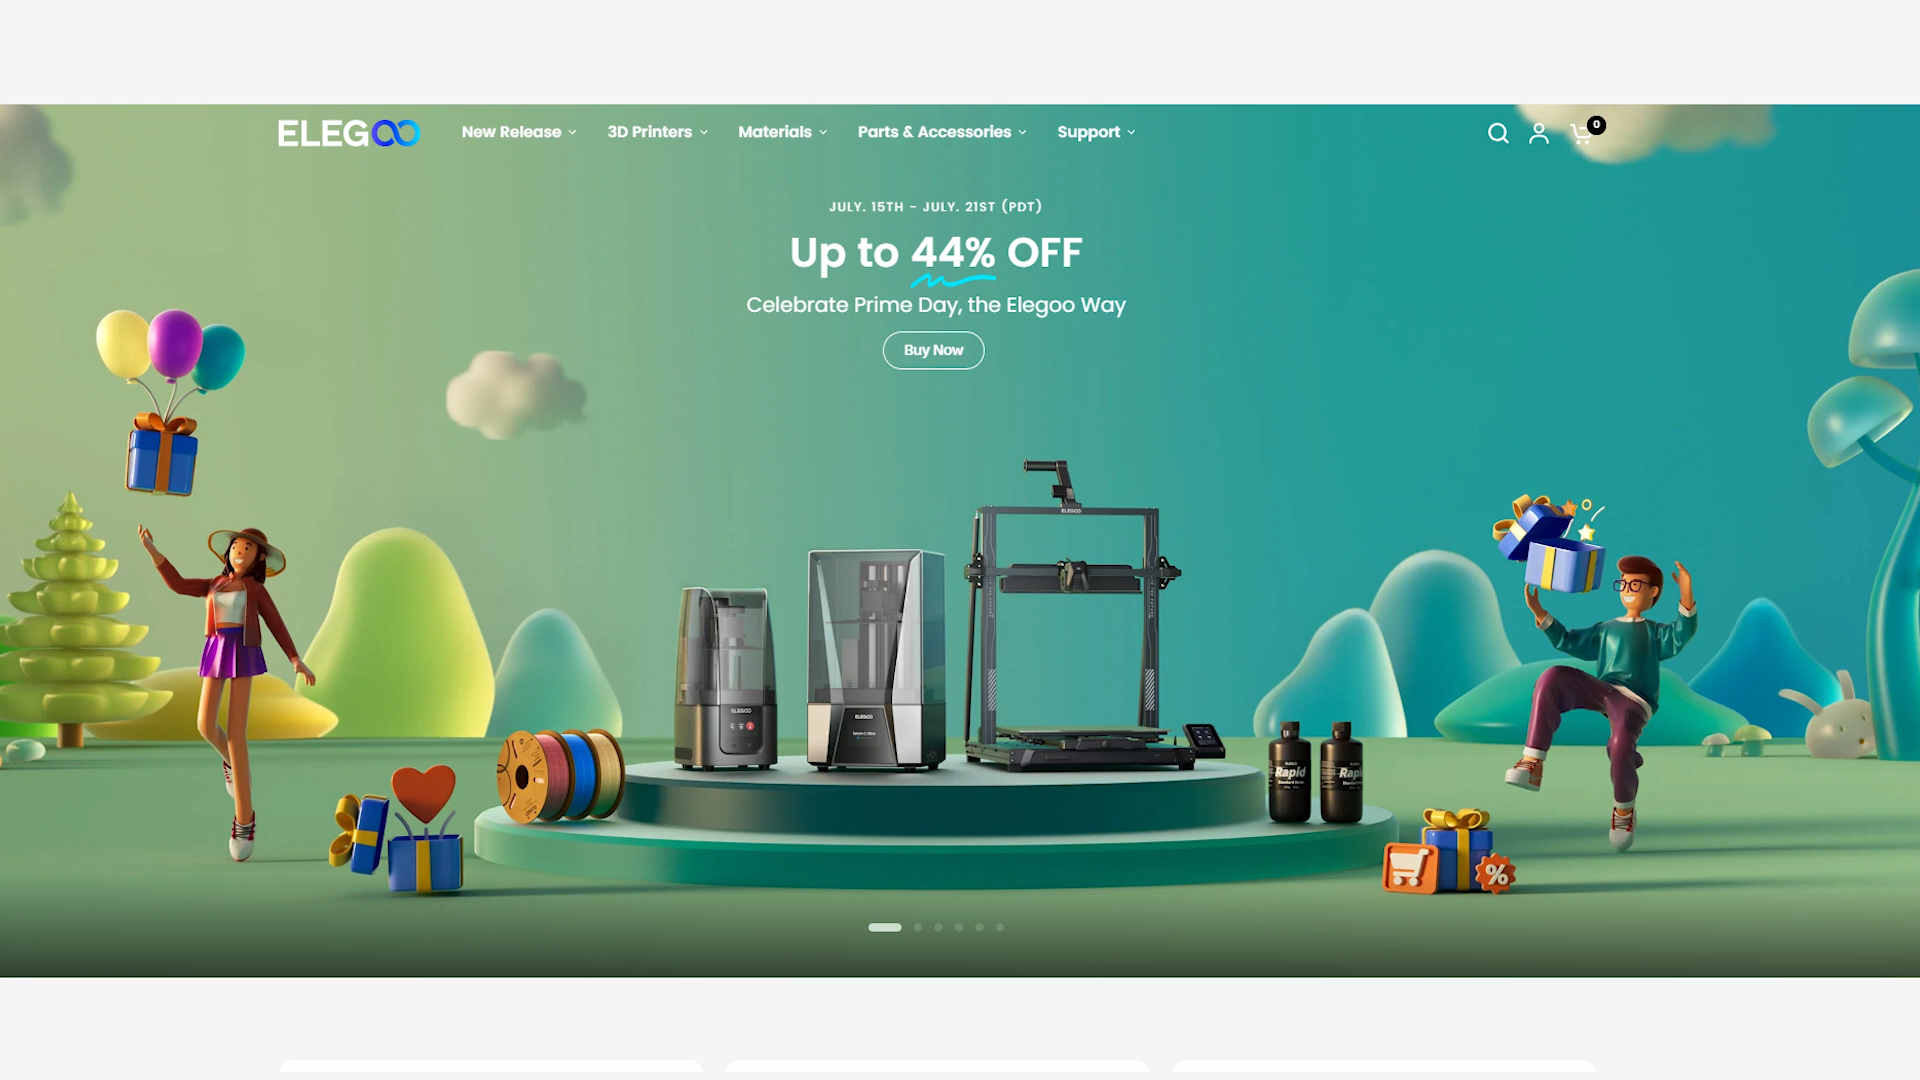 ELEGOO
New Release
3D Printers
Materials
Parts & Accessories
Support
0
JULY. 15TH - JULY. 21ST (PDT)
Up to 44% OFF
Celebrate Prime Day, the Elegoo Way
Buy Now
ELEGOO
ELEGOO
ELEGOO
Rapid
Rapid
%